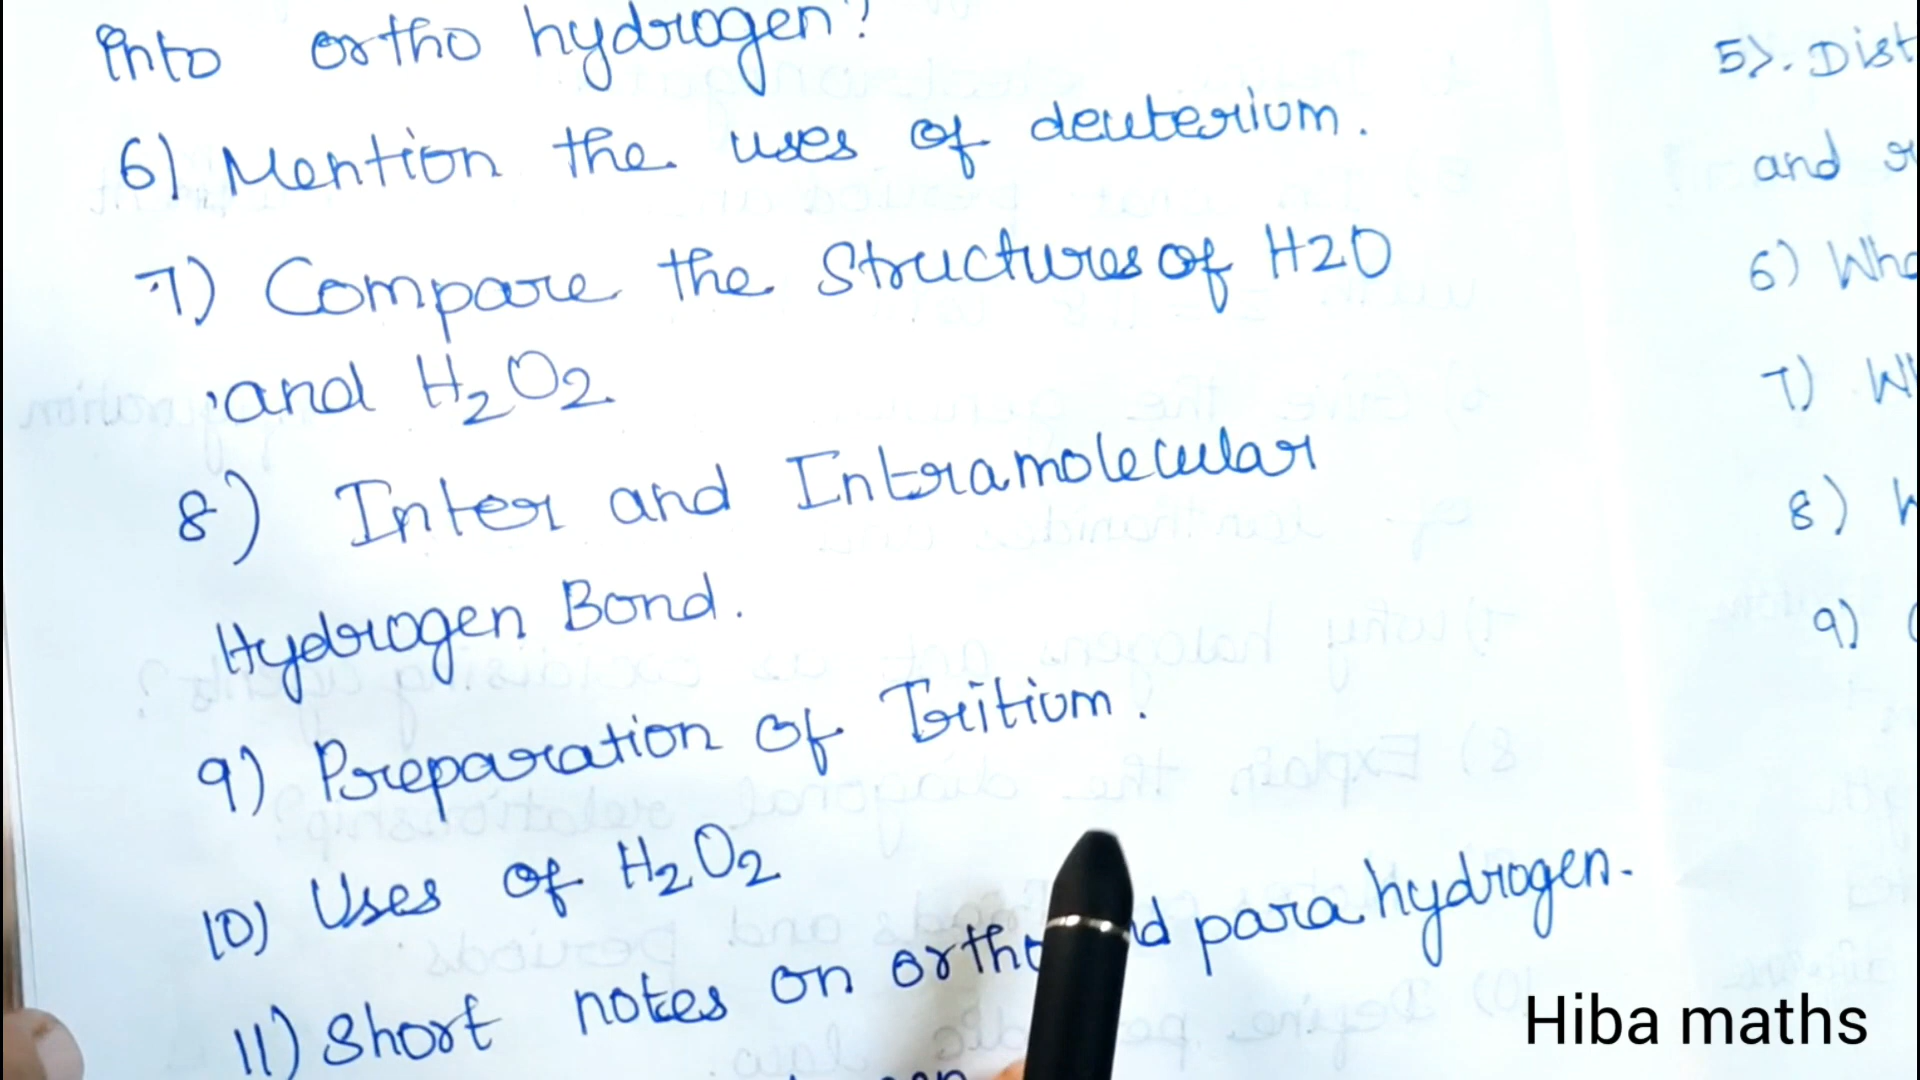 into ortho hydrogen?
6) Mention the uses of deuterium.
7) Compare the structures of H2O
and H₂O₂
8) Inter and Intramolecular
Hydrogen Bond.
9) Preparation of Tritium.
10) Uses of H₂O₂
11) Short notes on ortho para hydrogen.
5). Dist
and
6) Wh
7) W
8)
9)
Hiba maths